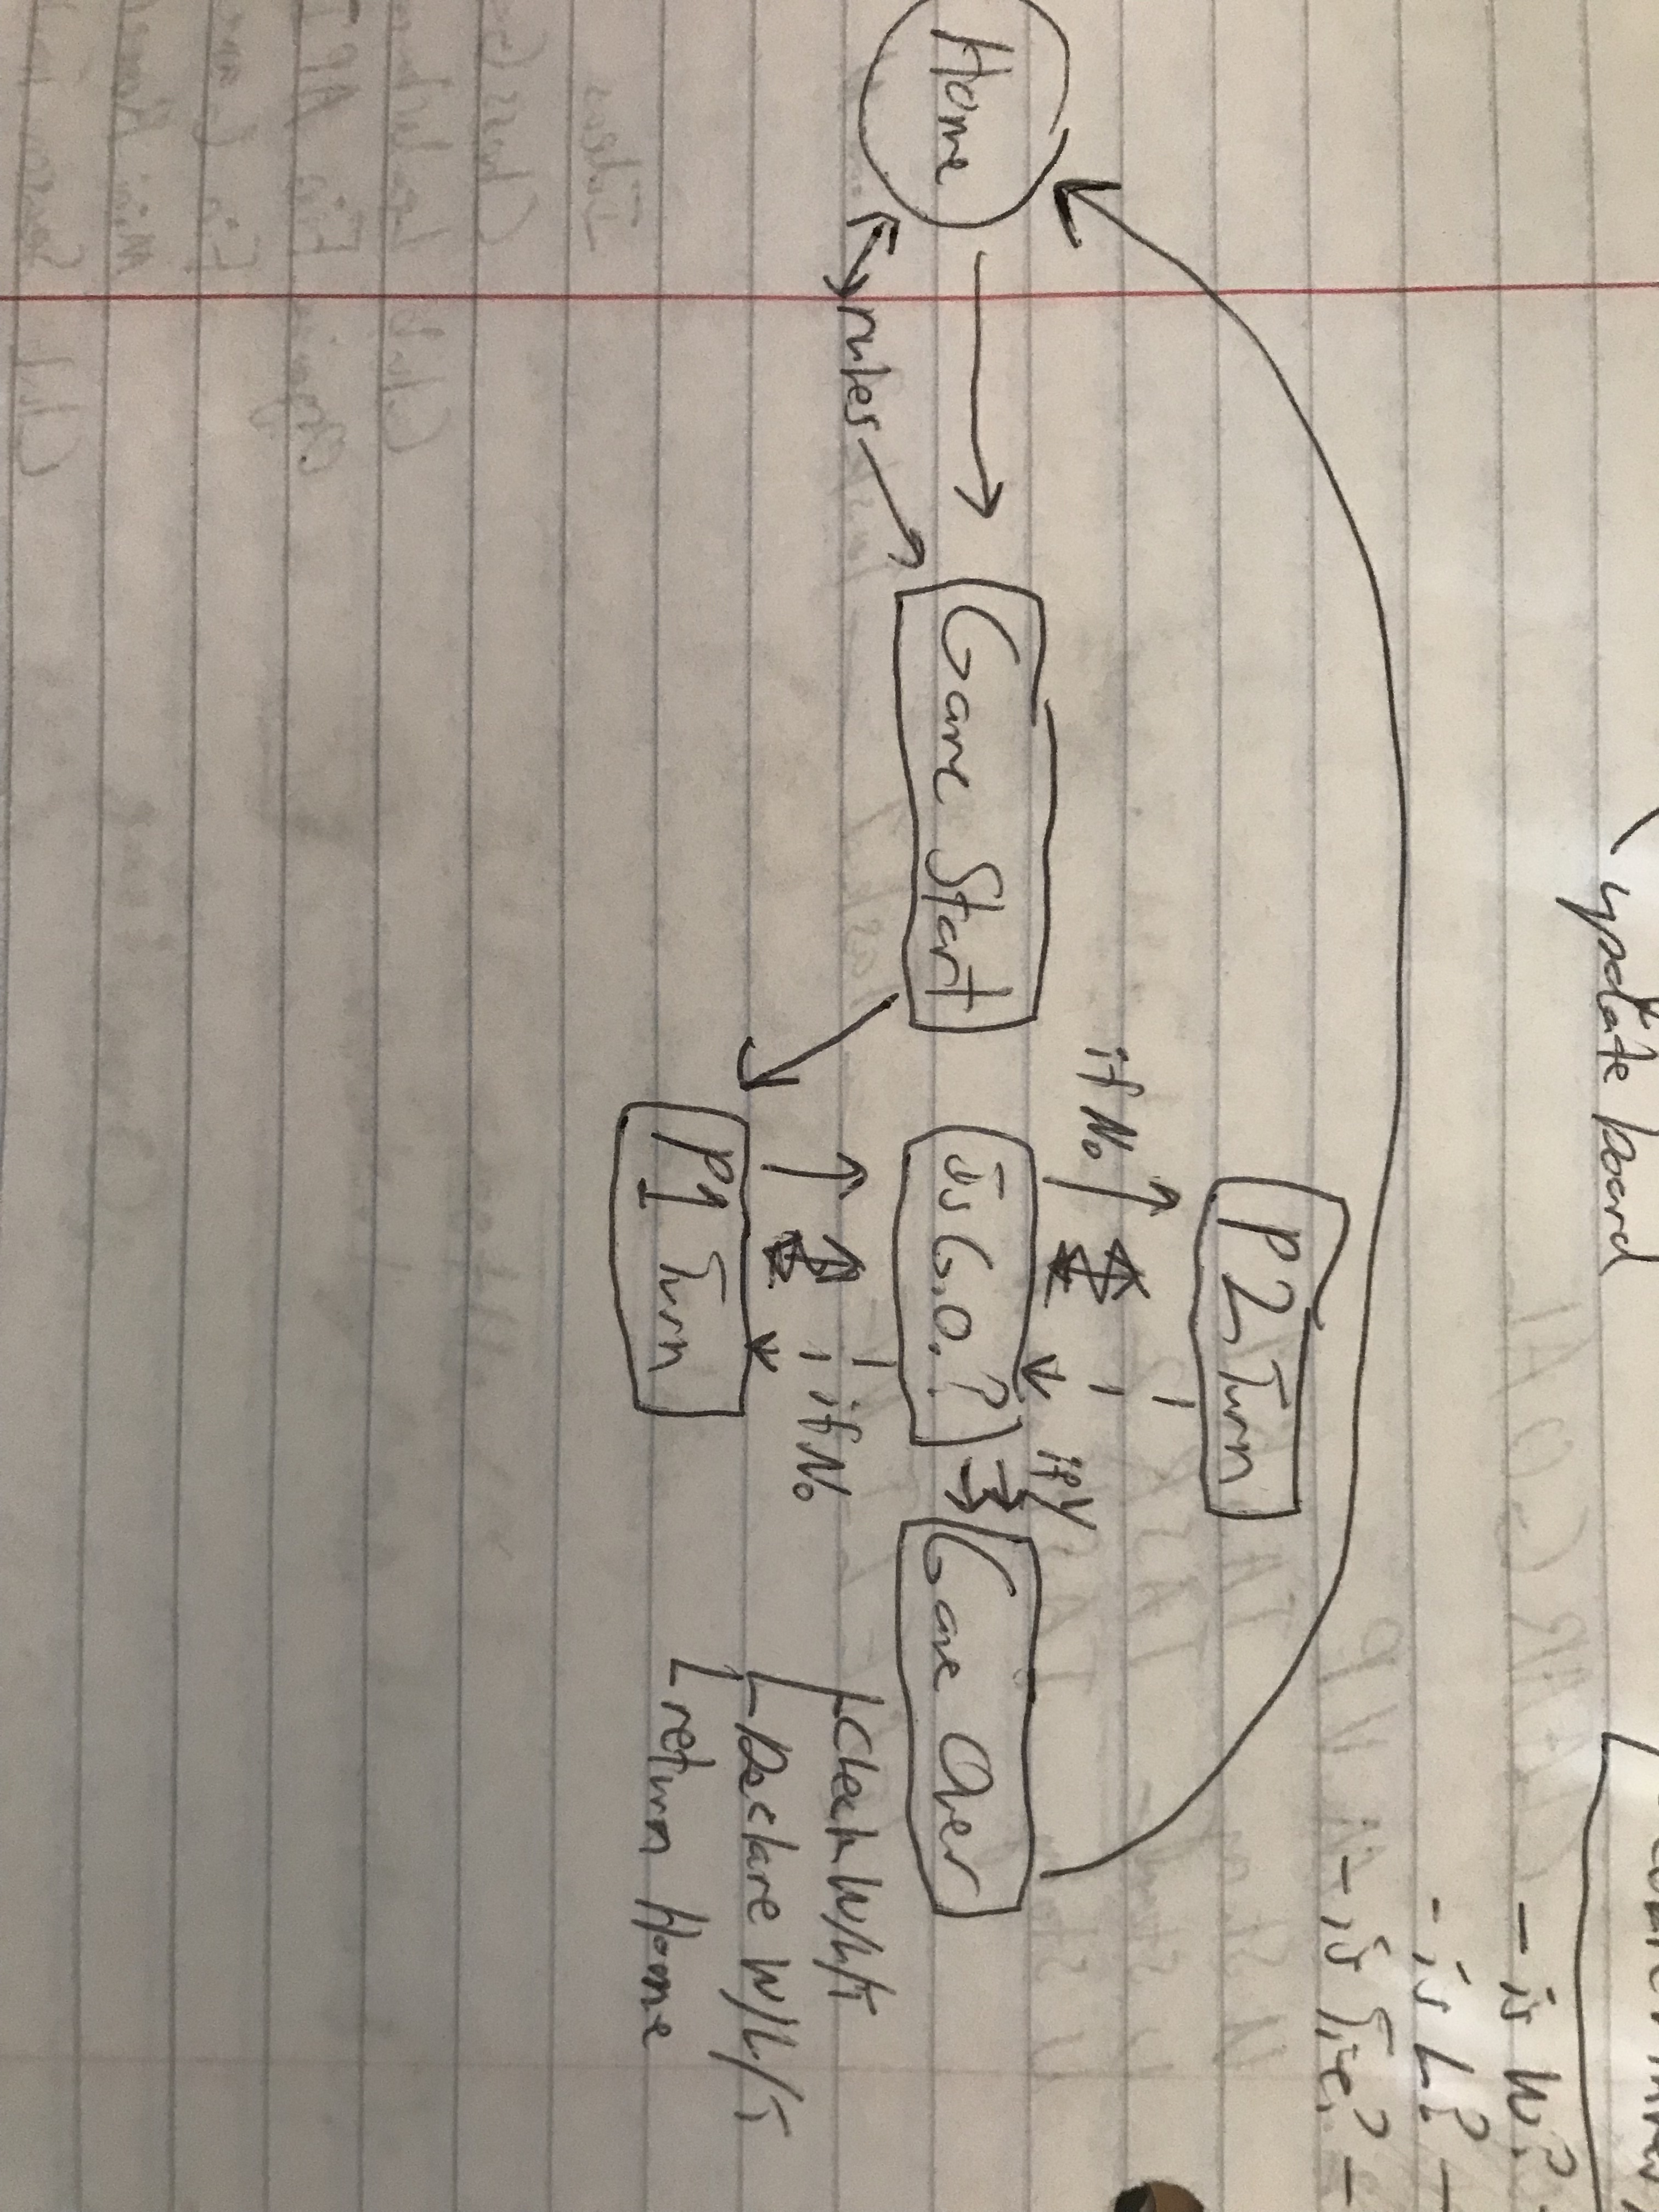 update board
- is W?
- is L? -
- is Tie? -
P2 Turn
if No
if Y
Home
Game Start
is G.O.?
Game Over
rules
if No
Check W/L/T
P1 Turn
Declare W/L/T
return Home